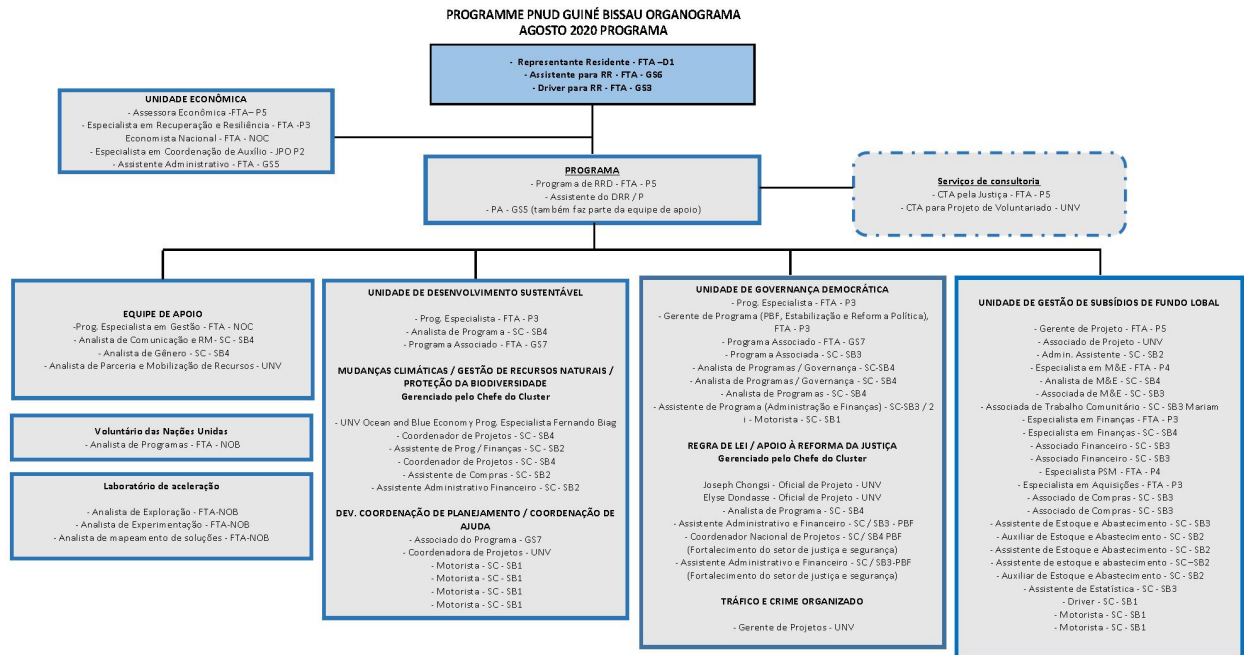 PROGRAMME PNUD GUINÉ BISSAU ORGANOGRAMA
AGOSTO 2020 PROGRAMA
- Representante Residente - FTA –D1
- Assistente para RR - FTA - GS6
- Driver para RR - FTA - GS3
UNIDADE ECONÔMICA
- Assessora Econômica -FTA– P5
- Especialista em Recuperação e Resiliência - FTA -P3
Economista Nacional - FTA - NOC
- Especialista em Coordenação de Auxílio - JPO P2
- Assistente Administrativo - FTA - GS5
PROGRAMA
- Programa de RRD - FTA - P5
- Assistente do DRR / P
- PA - GS5 (também faz parte da equipe de apoio)
Serviços de consultoria
- CTA pela Justiça - FTA - P5
- CTA para Projeto de Voluntariado - UNV
EQUIPE DE APOIO
-Prog. Especialista em Gestão - FTA - NOC
- Analista de Comunicação e RM - SC - SB4
- Analista de Gênero - SC - SB4
- Analista de Parceria e Mobilização de Recursos - UNV
Voluntário das Nações Unidas
- Analista de Programas - FTA - NOB
Laboratório de aceleração
- Analista de Exploração - FTA-NOB
- Analista de Experimentação - FTA-NOB
- Analista de mapeamento de soluções - FTA-NOB
UNIDADE DE DESENVOLVIMENTO SUSTENTÁVEL
- Prog. Especialista - FTA - P3
- Analista de Programa - SC - SB4
- Programa Associado - FTA - GS7
MUDANÇAS CLIMÁTICAS / GESTÃO DE RECURSOS NATURAIS /
PROTEÇÃO DA BIODIVERSIDADE
Gerenciado pelo Chefe do Cluster
- UNV Ocean and Blue Economy Prog. Especialista Fernando Biag
- Coordenador de Projetos - SC - SB4
- Assistente de Prog / Finanças - SC - SB2
- Coordenador de Projetos - SC - SB4
- Assistente de Compras - SC - SB2
- Assistente Administrativo Financeiro - SC - SB2
DEV. COORDENAÇÃO DE PLANEJAMENTO / COORDENAÇÃO DE
AJUDA
- Associado do Programa - GS7
- Coordenadora de Projetos - UNV
- Motorista - SC - SB1
- Motorista - SC - SB1
- Motorista - SC - SB1
- Motorista - SC - SB1
UNIDADE DE GOVERNANÇA DEMOCRÁTICA
- Prog. Especialista - FTA - P3
- Gerente de Programa (PBF, Estabilização e Reforma Política),
FTA - P3
- Programa Associado - FTA - GS7
- Programa Associada - SC - SB3
- Analista de Programas / Governança - SC-SB4
- Analista de Programas / Governança - SC - SB4
- Analista de Programas - SC - SB4
- Assistente de Programa (Administração e Finanças) - SC-SB3 / 2
i - Motorista - SC - SB1
REGRA DE LEI / APOIO À REFORMA DA JUSTIÇA
Gerenciado pelo Chefe do Cluster
Joseph Chongsi - Oficial de Projeto - UNV
Elyse Dondasse - Oficial de Projeto - UNV
- Analista de Programa - SC - SB4
- Assistente Administrativo e Financeiro - SC / SB3 - PBF
- Coordenador Nacional de Projetos - SC / SB4 PBF
(Fortalecimento do setor de justiça e segurança)
- Assistente Administrativo e Financeiro - SC / SB3-PBF
(Fortalecimento do setor de justiça e segurança)
TRÁFICO E CRIME ORGANIZADO
- Gerente de Projetos - UNV
UNIDADE DE GESTÃO DE SUBSÍDIOS DE FUNDO LOBAL
- Gerente de Projeto - FTA - P5
- Associado de Projeto - UNV
- Admin. Assistente - SC - SB2
- Especialista em M&E - FTA - P4
- Analista de M&E - SC - SB4
- Associada de M&E - SC - SB3
- Associada de Trabalho Comunitário - SC - SB3 Mariam
- Especialista em Finanças - FTA - P3
- Especialista em Finanças - SC - SB4
- Associado Financeiro - SC - SB3
- Associado Financeiro - SC - SB3
- Especialista PSM - FTA - P4
- Especialista em Aquisições - FTA - P3
- Associado de Compras - SC - SB3
- Associado de Compras - SC - SB3
- Assistente de Estoque e Abastecimento - SC - SB3
- Auxiliar de Estoque e Abastecimento - SC - SB2
- Assistente de Estoque e Abastecimento - SC - SB2
- Assistente de estoque e abastecimento - SC –SB2
- Auxiliar de Estoque e Abastecimento - SC - SB2
- Assistente de Estatística - SC - SB3
- Driver - SC - SB1
- Motorista - SC - SB1
- Motorista - SC - SB1